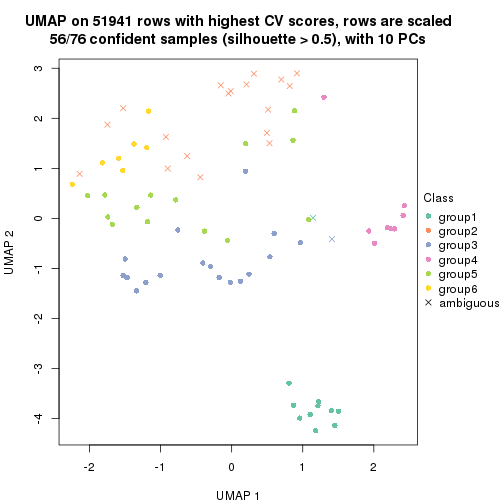 UMAP on 51941 rows with highest CV scores, rows are scaled
56/76 confident samples (silhouette > 0.5), with 10 PCs
3
2
1
0
-1
-2
-3
-4
UMAP 2
-2
-1
0
1
2
UMAP 1
Class
group1
group2
group3
group4
group5
group6
ambiguous